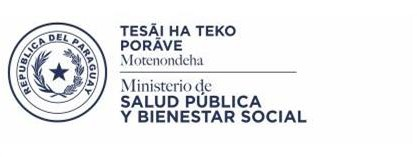 REPUBLICA DEL PARAGUAY
TESÃI HA TEKO
PORÃVE
Motenondeha
Ministerio de
SALUD PÚBLICA
Y BIENESTAR SOCIAL